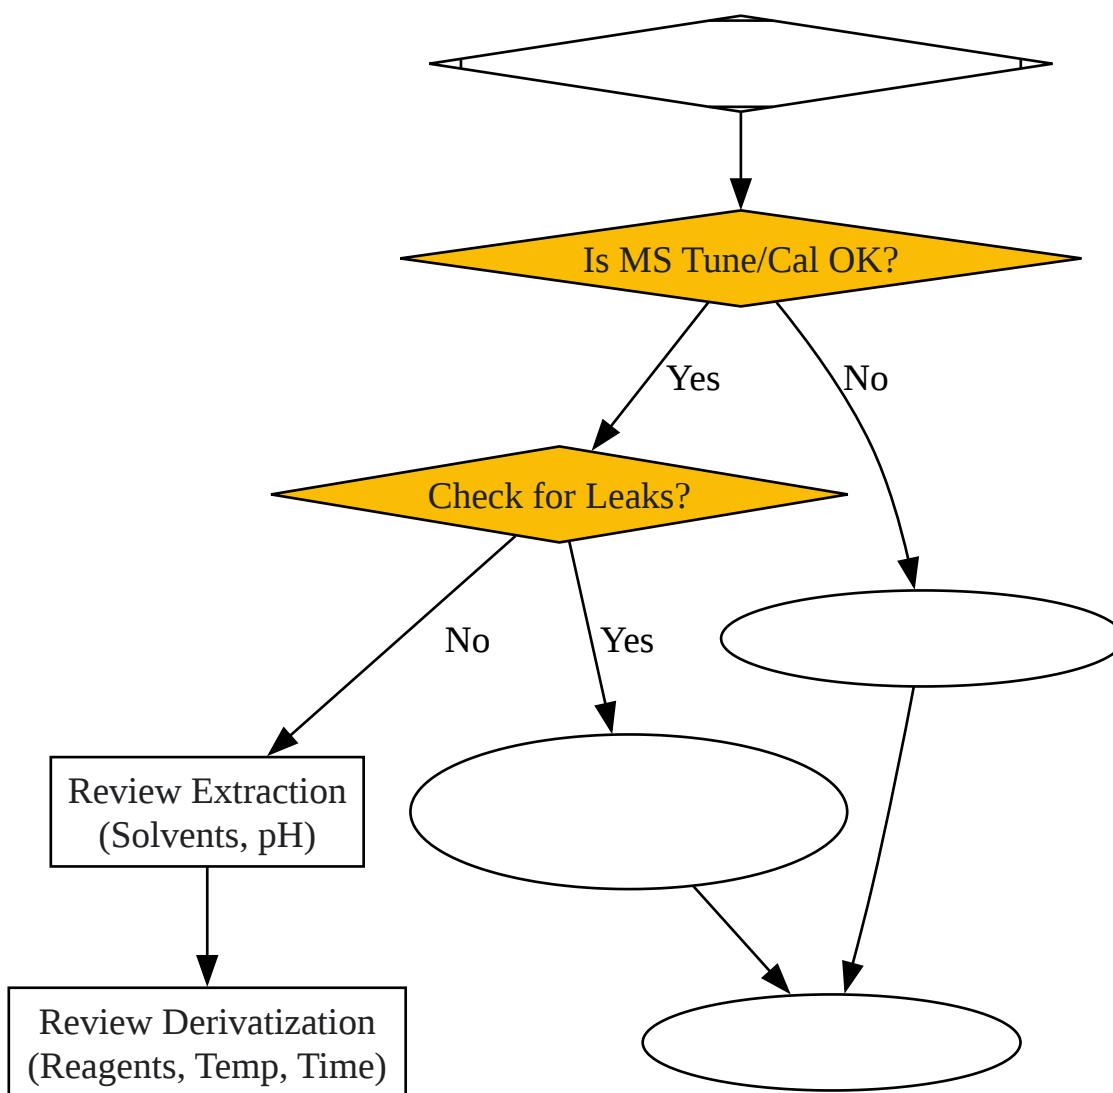 Is MS Tune/Cal OK?
Yes
No
Check for Leaks?
No
Yes
Review Extraction
(Solvents, pH)
Review Derivatization
(Reagents, Temp, Time)